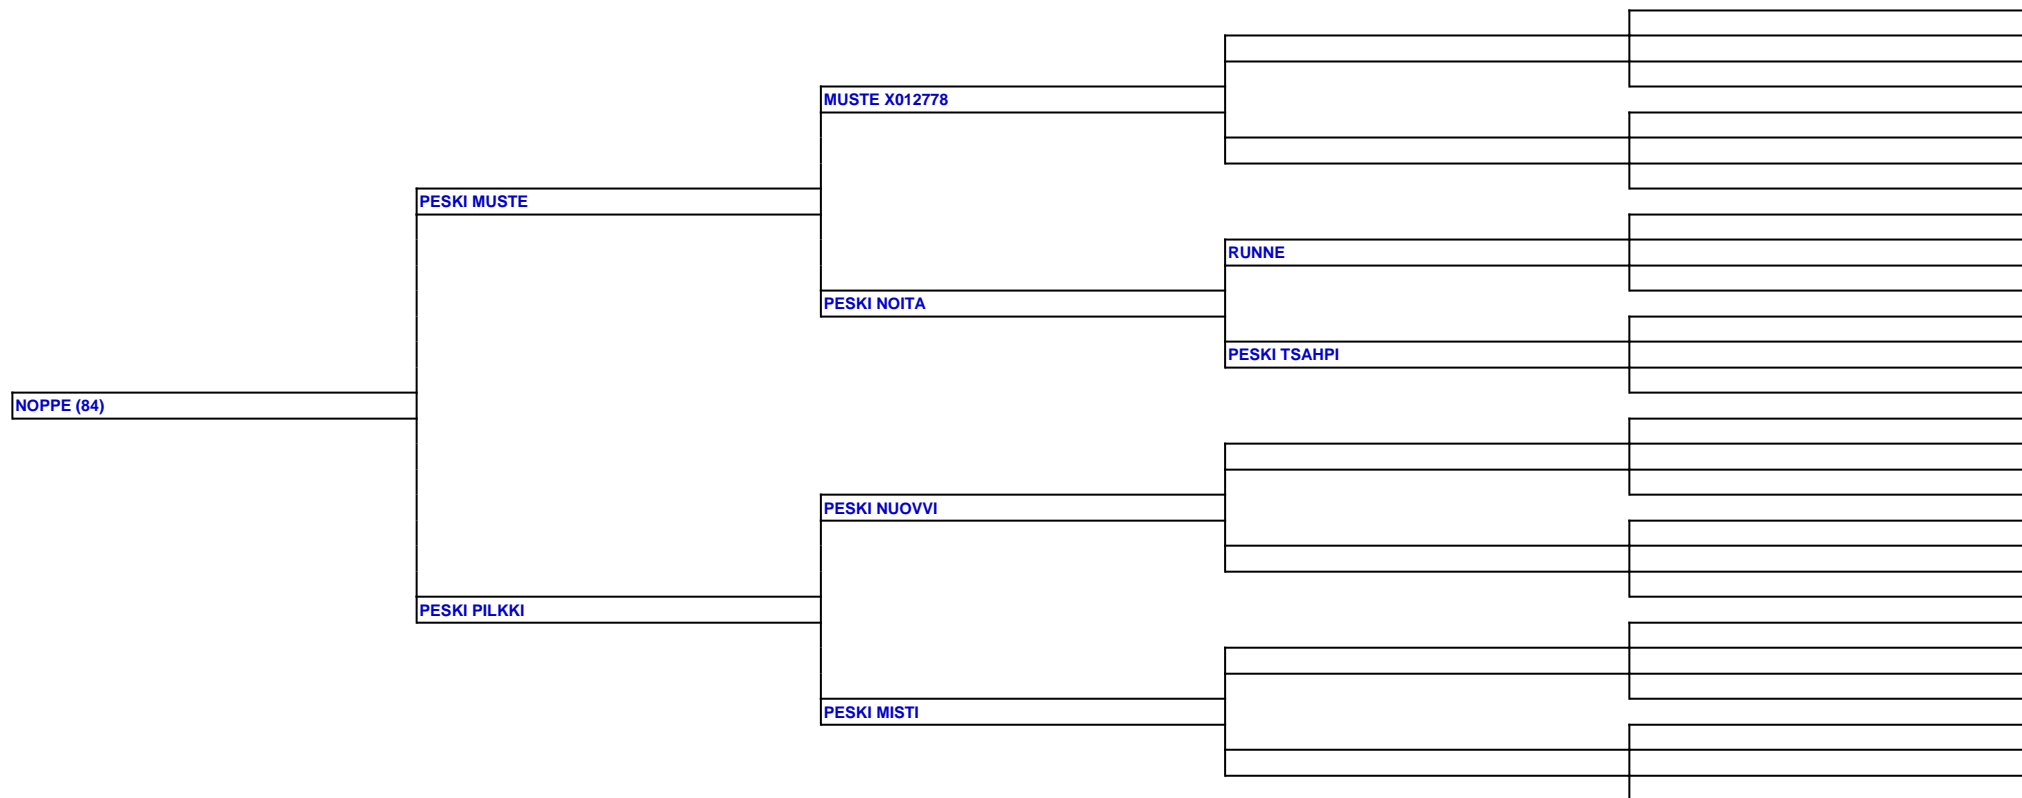 MUSTE X012778
PESKI MUSTE
RUNNE
PESKI NOITA
PESKI TSAHPI
NOPPE (84)
PESKI NUOVVI
PESKI PILKKI
PESKI MISTI